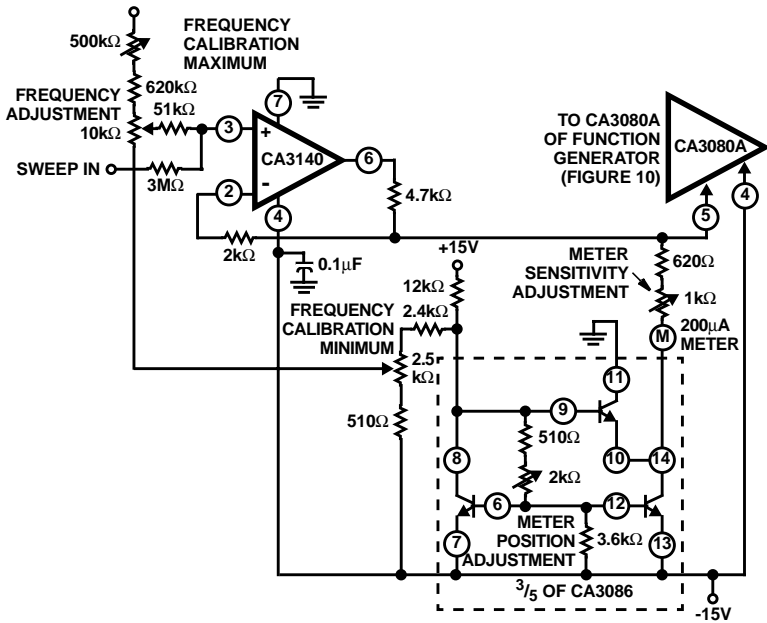 FREQUENCY
CALIBRATION
MAXIMUM
500kΩ
620kΩ
FREQUENCY
ADJUSTMENT
10kΩ
51kΩ
SWEEP IN
3MΩ
7
3
+
CA3140
6
2
-
4
4.7kΩ
2kΩ
0.1μF
TO CA3080A
OF FUNCTION
GENERATOR
(FIGURE 10)
CA3080A
4
5
+15V
12kΩ
2.4kΩ
FREQUENCY
CALIBRATION
MINIMUM
2.5
kΩ
510Ω
METER
SENSITIVITY
ADJUSTMENT
620Ω
1kΩ
M
200μA
METER
11
9
510Ω
10
14
8
2kΩ
6
12
METER
POSITION
ADJUSTMENT
3.6kΩ
7
13
3/5 OF CA3086
-15V